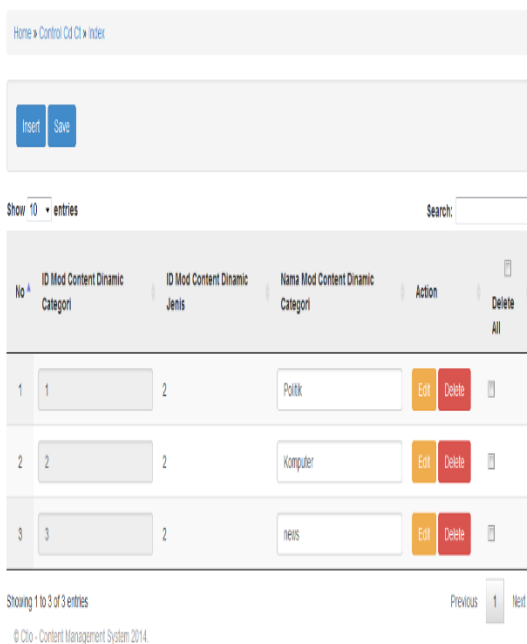 Home » Control Cd Ct » Index
Insert Save
Show 10 entries Search:
No ID Mod Content Dinamic Categori ID Mod Content Dinamic Jenis Nama Mod Content Dinamic Categori Action Delete All
1 1 2 Politik Edit Delete
2 2 2 Komputer Edit Delete
3 3 2 news Edit Delete
Showing 1 to 3 of 3 entries Previous 1 Next
© Ctio - Content Management System 2014.